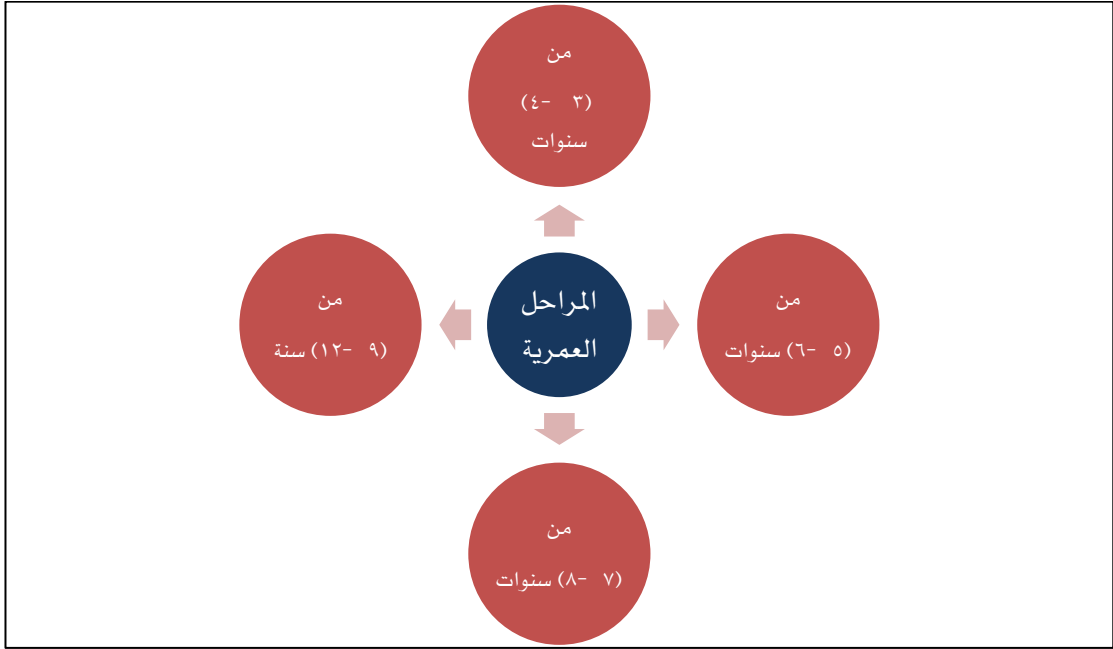 من
(٣ -٤)
سنوات
المراحل
العمرية
من
(٥ -٦) سنوات
من
(٧ -٨) سنوات
من
(٩ -١٢) سنة